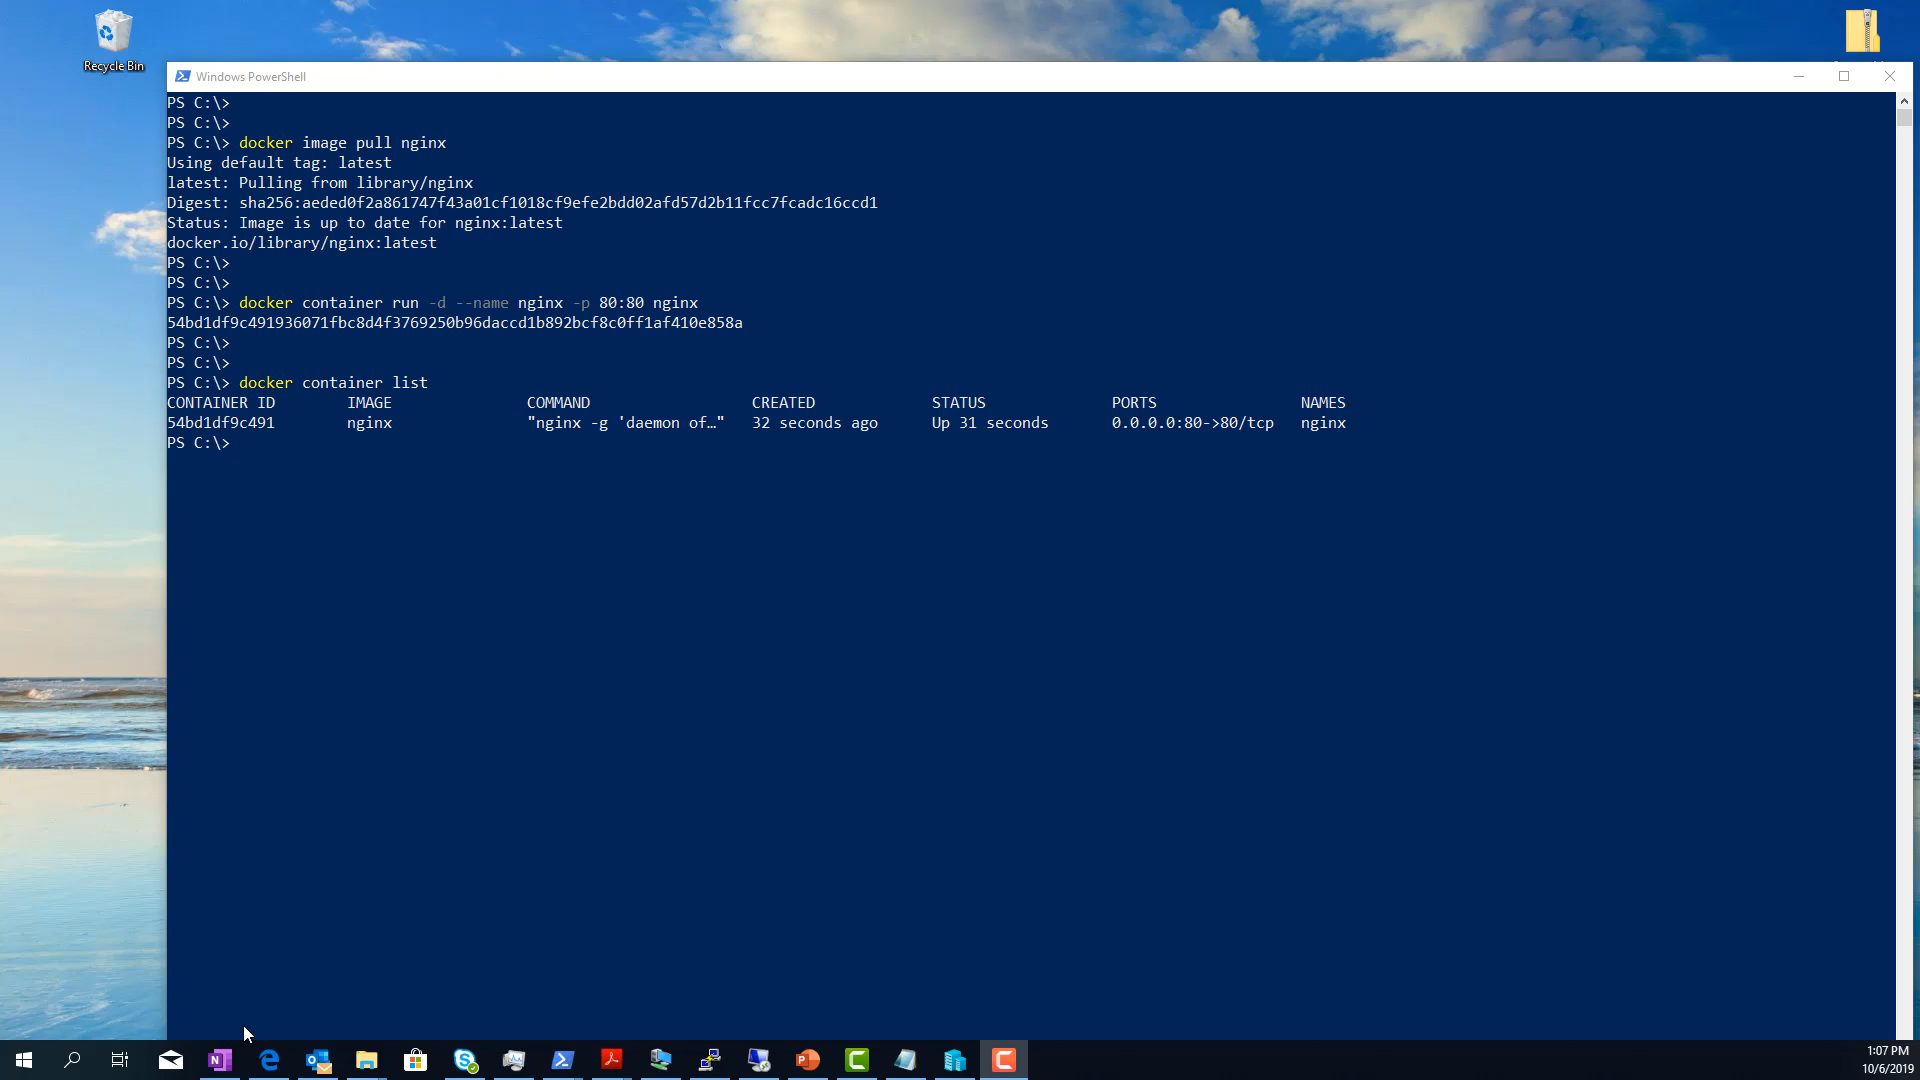 Recycle Bin
Windows PowerShell
PS C:\>
PS C:\>
PS C:\> docker image pull nginx
Using default tag: latest
latest: Pulling from library/nginx
Digest: sha256:aeded0f2a861747f43a01cf1018cf9efe2bdd02afd57d2b11fcc7fcadc16ccd1
Status: Image is up to date for nginx:latest
docker.io/library/nginx:latest
PS C:\>
PS C:\>
PS C:\> docker container run -d --name nginx -p 80:80 nginx
54bd1df9c491936071fbc8d4f3769250b96daccd1b892bcf8c0ff1af410e858a
PS C:\>
PS C:\>
PS C:\> docker container list
CONTAINER ID IMAGE COMMAND CREATED STATUS PORTS NAMES
54bd1df9c491 nginx "nginx -g 'daemon of…" 32 seconds ago Up 31 seconds 0.0.0.0:80->80/tcp nginx
PS C:\>
1:07 PM
10/6/2019